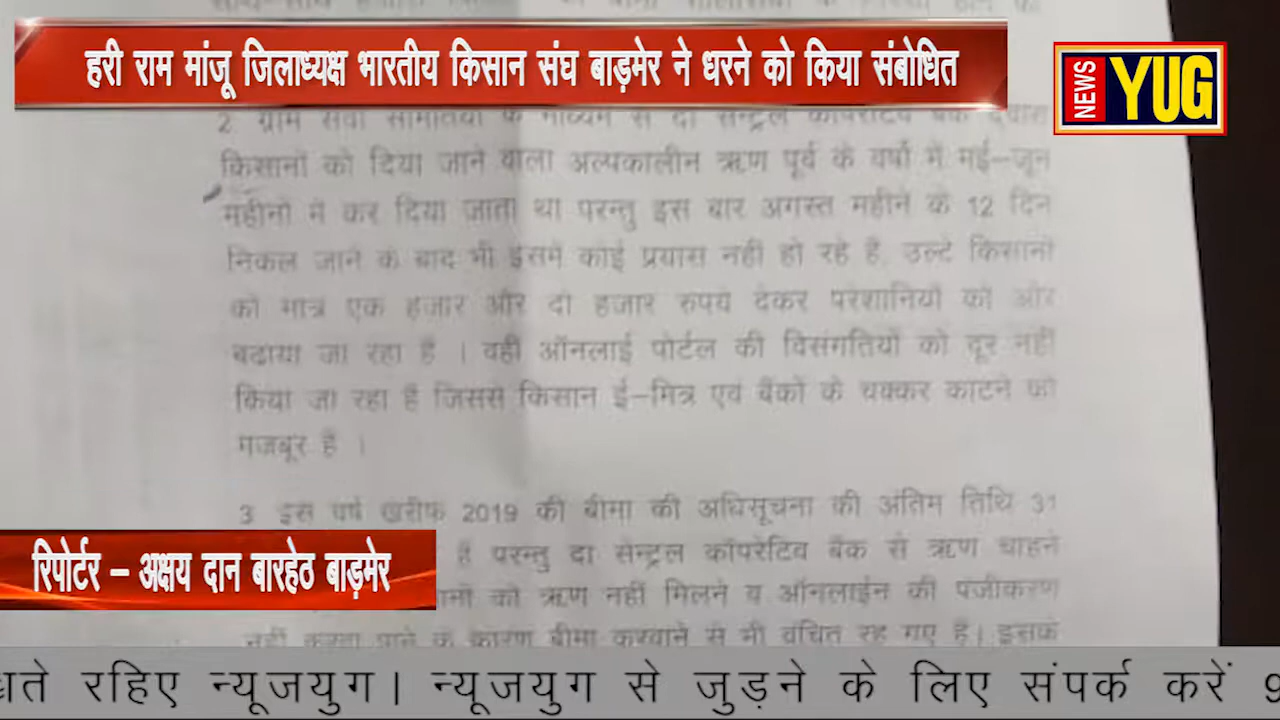 हरी राम मांजू जिलाध्यक्ष भारतीय किसान संघ बाड़मेर ने धरने को किया संबोधित
NEWS YUG
2. ग्राम सेवा समितियों के माध्यम से दी सेन्ट्रल कॉपरेटिव बैंक द्वारा
किसानों को दिया जाने वाला अल्पकालीन ऋण पूर्व के वर्षों में मई–जून
महीनों में कर दिया जाता था परन्तु इस बार अगस्त महीने के 12 दिन
निकल जाने के बाद भी इसमें कोई प्रयास नहीं हो रहे है, उल्टे किसानों
को मात्र एक हजार और दो हजार रुपये देकर परेशानियों को और
बढाया जा रहा है । वही ऑनलाई पोर्टल की विसंगतियों को दूर नहीं
किया जा रहा है जिससे किसान ई–मित्र एवं बैंकों के चक्कर काटने को
मजबूर है ।
3 इस वर्ष खरीफ 2019 की बीमा की अधिसूचना की अंतिम तिथि 31
है परन्तु दा सेन्ट्रल कॉपरेटिव बैंक से ऋण चाहने
को ऋण नहीं मिलने व ऑनलाईन की पंजीकरण
नहीं करवा पाने के कारण बीमा करवाने से भी वंचित रह गए है। इसके
रिपोर्टर – अक्षय दान बारहेठ बाड़मेर
रहिए न्यूजयुग। न्यूजयुग से जुड़ने के लिए संपर्क करें 9